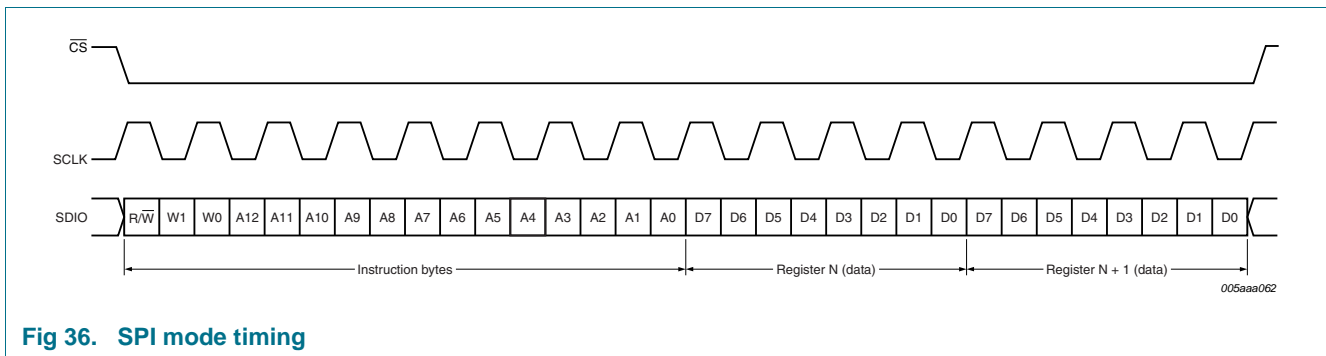 CS
SCLK
SDIO R/W W1 W0 A12 A11 A10 A9 A8 A7 A6 A5 A4 A3 A2 A1 A0 D7 D6 D5 D4 D3 D2 D1 D0 D7 D6 D5 D4 D3 D2 D1 D0
Instruction bytes Register N (data) Register N + 1 (data)
005aaa062
Fig 36. SPI mode timing